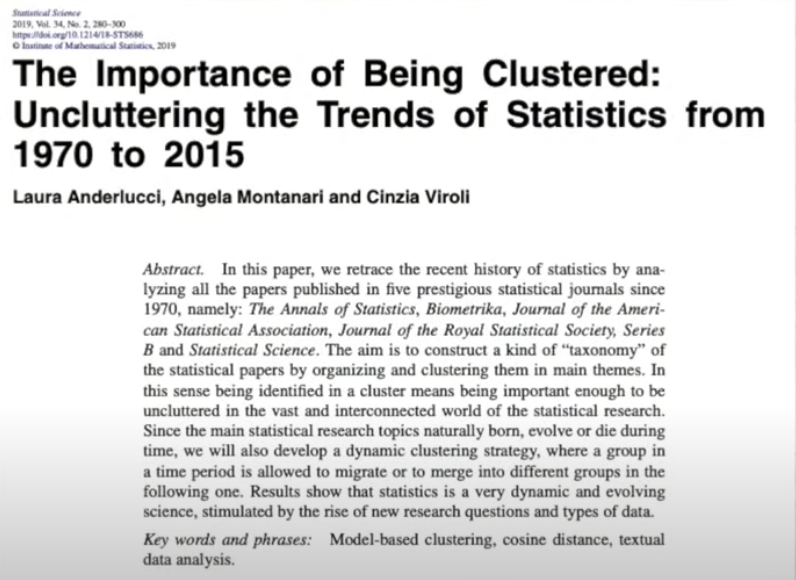 Statistical Science
2019, Vol. 34, No. 2, 280–300
https://doi.org/10.1214/18-STS686
© Institute of Mathematical Statistics, 2019
The Importance of Being Clustered:
Uncluttering the Trends of Statistics from
1970 to 2015
Laura Anderlucci, Angela Montanari and Cinzia Viroli
Abstract. In this paper, we retrace the recent history of statistics by ana-
lyzing all the papers published in five prestigious statistical journals since
1970, namely: The Annals of Statistics, Biometrika, Journal of the Ameri-
can Statistical Association, Journal of the Royal Statistical Society, Series
B and Statistical Science. The aim is to construct a kind of “taxonomy” of
the statistical papers by organizing and clustering them in main themes. In
this sense being identified in a cluster means being important enough to be
uncluttered in the vast and interconnected world of the statistical research.
Since the main statistical research topics naturally born, evolve or die during
time, we will also develop a dynamic clustering strategy, where a group in
a time period is allowed to migrate or to merge into different groups in the
following one. Results show that statistics is a very dynamic and evolving
science, stimulated by the rise of new research questions and types of data.
Key words and phrases: Model-based clustering, cosine distance, textual
data analysis.